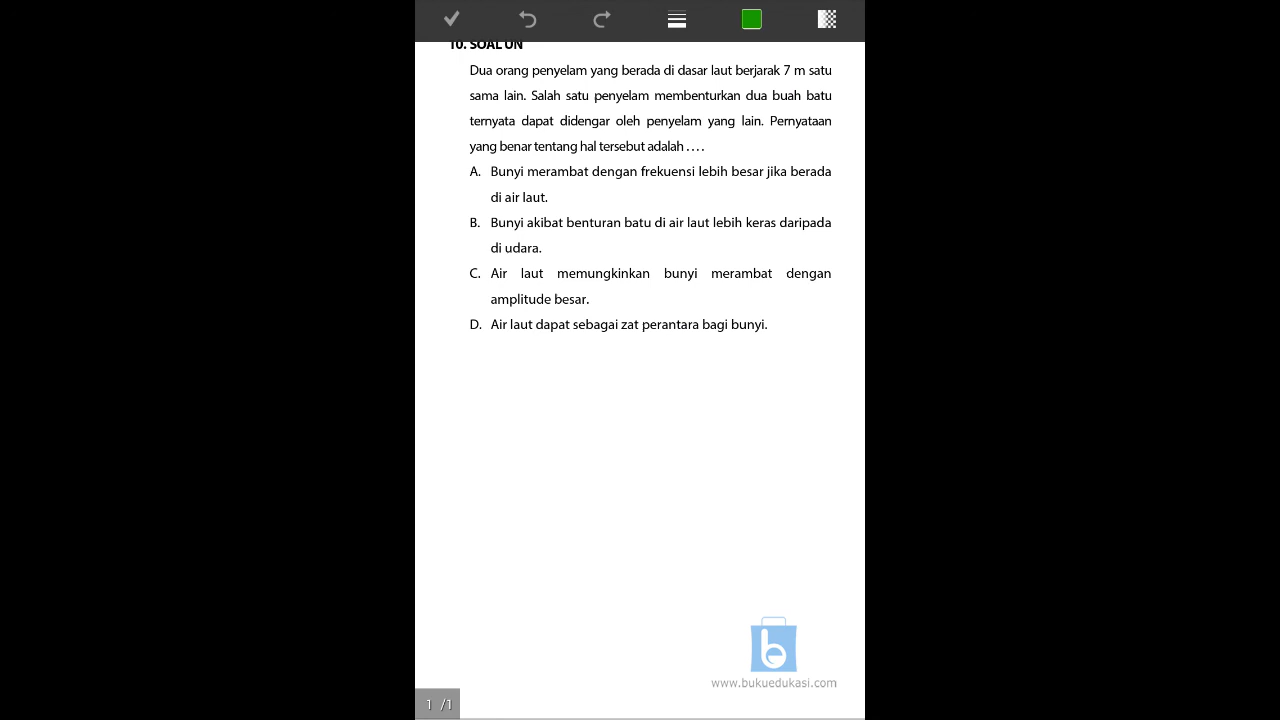 10. SOAL UN
Dua orang penyelam yang berada di dasar laut berjarak 7 m satu
sama lain. Salah satu penyelam membenturkan dua buah batu
ternyata dapat didengar oleh penyelam yang lain. Pernyataan
yang benar tentang hal tersebut adalah . . . .
A. Bunyi merambat dengan frekuensi lebih besar jika berada
di air laut.
B. Bunyi akibat benturan batu di air laut lebih keras daripada
di udara.
C. Air laut memungkinkan bunyi merambat dengan
amplitude besar.
D. Air laut dapat sebagai zat perantara bagi bunyi.
b
www.bukuedukasi.com
1 /1